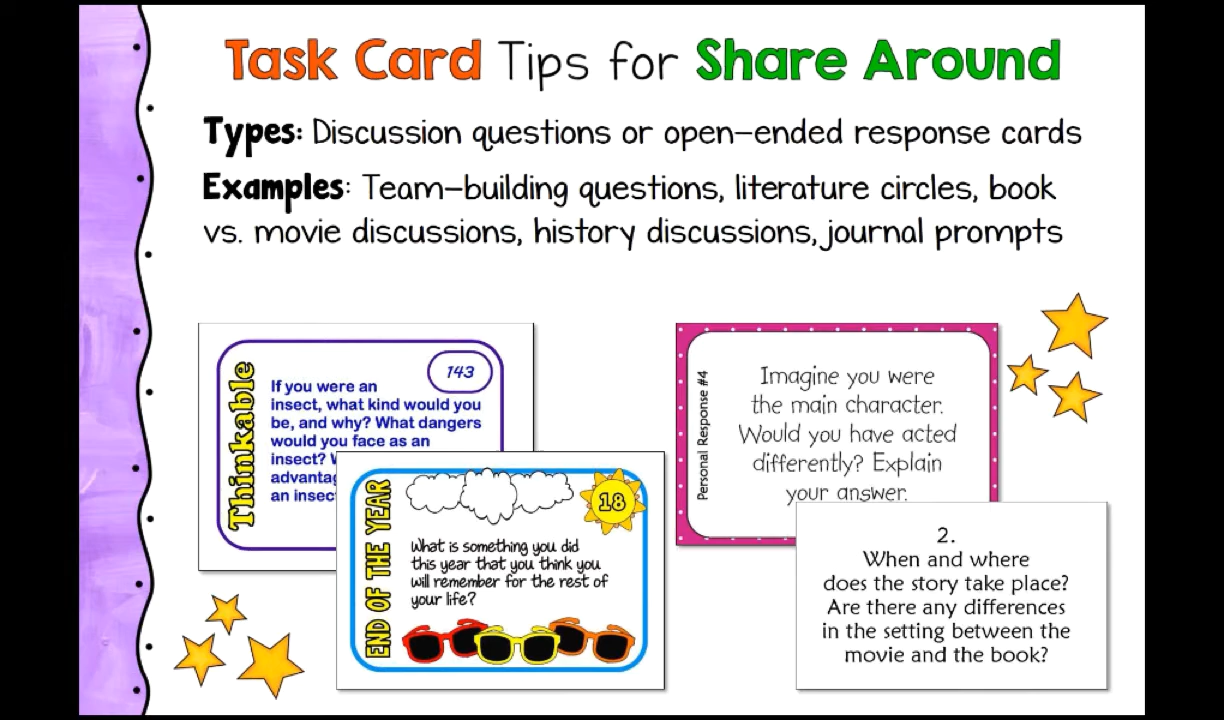 Task Card Tips for Share Around
Types: Discussion questions or open-ended response cards
Examples: Team-building questions, literature circles, book
vs. movie discussions, history discussions, journal prompts
Thinkable
143
If you were an
insect, what kind would you
be, and why? What dangers
would you face as an
insect?
an
END OF THE YEAR
18
What is something you did
this year that you think you
will remember for the rest of
your life?
Personal Response #4
Imagine you were
the main character.
Would you have acted
differently? Explain
your answer.
2.
When and where
does the story take place?
Are there any differences
in the setting between the
movie and the book?